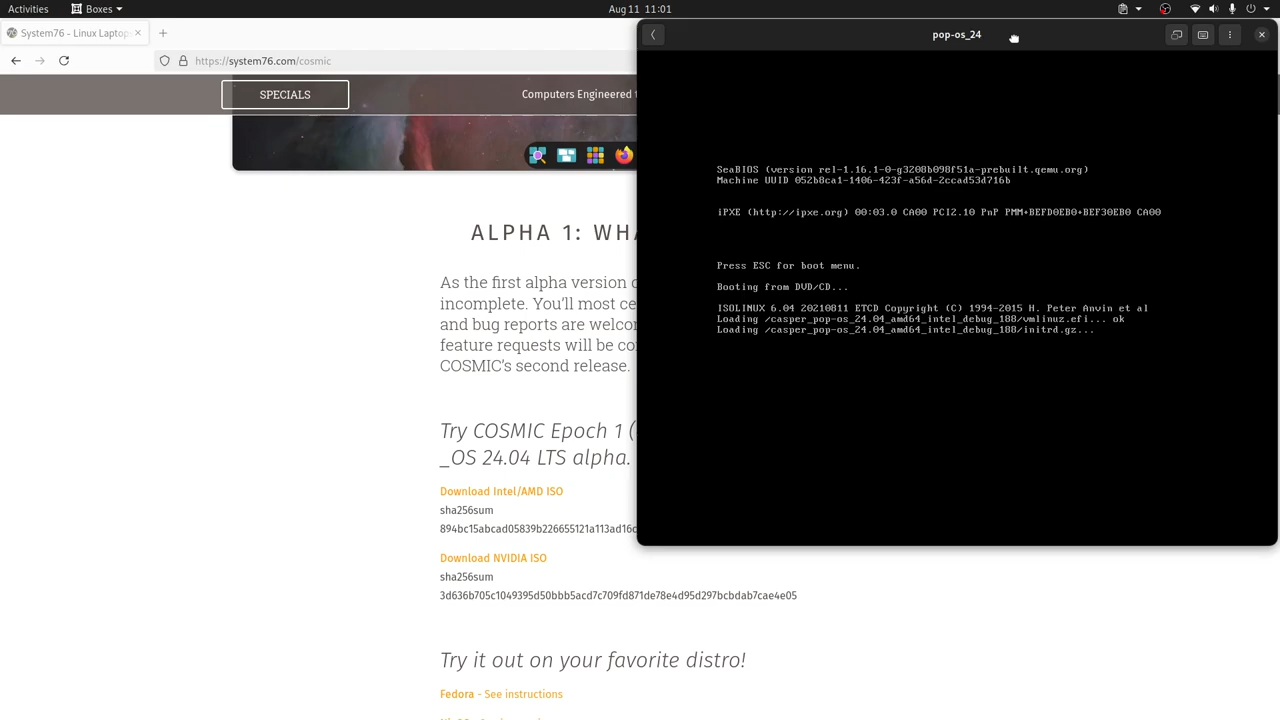 Activities
Boxes
Aug 11 11:01
System76 - Linux Laptop
https://system76.com/cosmic
SPECIALS
Computers Engineered t
ALPHA 1: WHA
As the first alpha version o
incomplete. You'll most ce
and bug reports are welcom
feature requests will be co
COSMIC's second release.
Try COSMIC Epoch 1 (
_OS 24.04 LTS alpha.
Download Intel/AMD ISO
sha256sum
894bc15abcad05839b226655121a113ad16c
Download NVIDIA ISO
sha256sum
3d636b705c1049395d50bbb5acd7c709fd871de78e4d95d297bcbdab7cae4e05
Try it out on your favorite distro!
Fedora - See instructions
pop-os_24
SeaBIOS (version rel-1.16.1-0-g3208b098f51a-prebuilt.qemu.org)
Machine UUID 052b8ca1-1406-423f-a56d-2ccad53d716b
iPXE (http://ipxe.org) 00:03.0 CA00 PCI2.10 PnP PMM+BEFD0EB0+BEF30EB0 CA00
Press ESC for boot menu.
Booting from DVD/CD...
ISOLINUX 6.04 20210811 ETCD Copyright (C) 1994-2015 H. Peter Anvin et al
Loading /casper_pop-os_24.04_amd64_intel_debug_188/vmlinuz.efi... ok
Loading /casper_pop-os_24.04_amd64_intel_debug_188/initrd.gz...